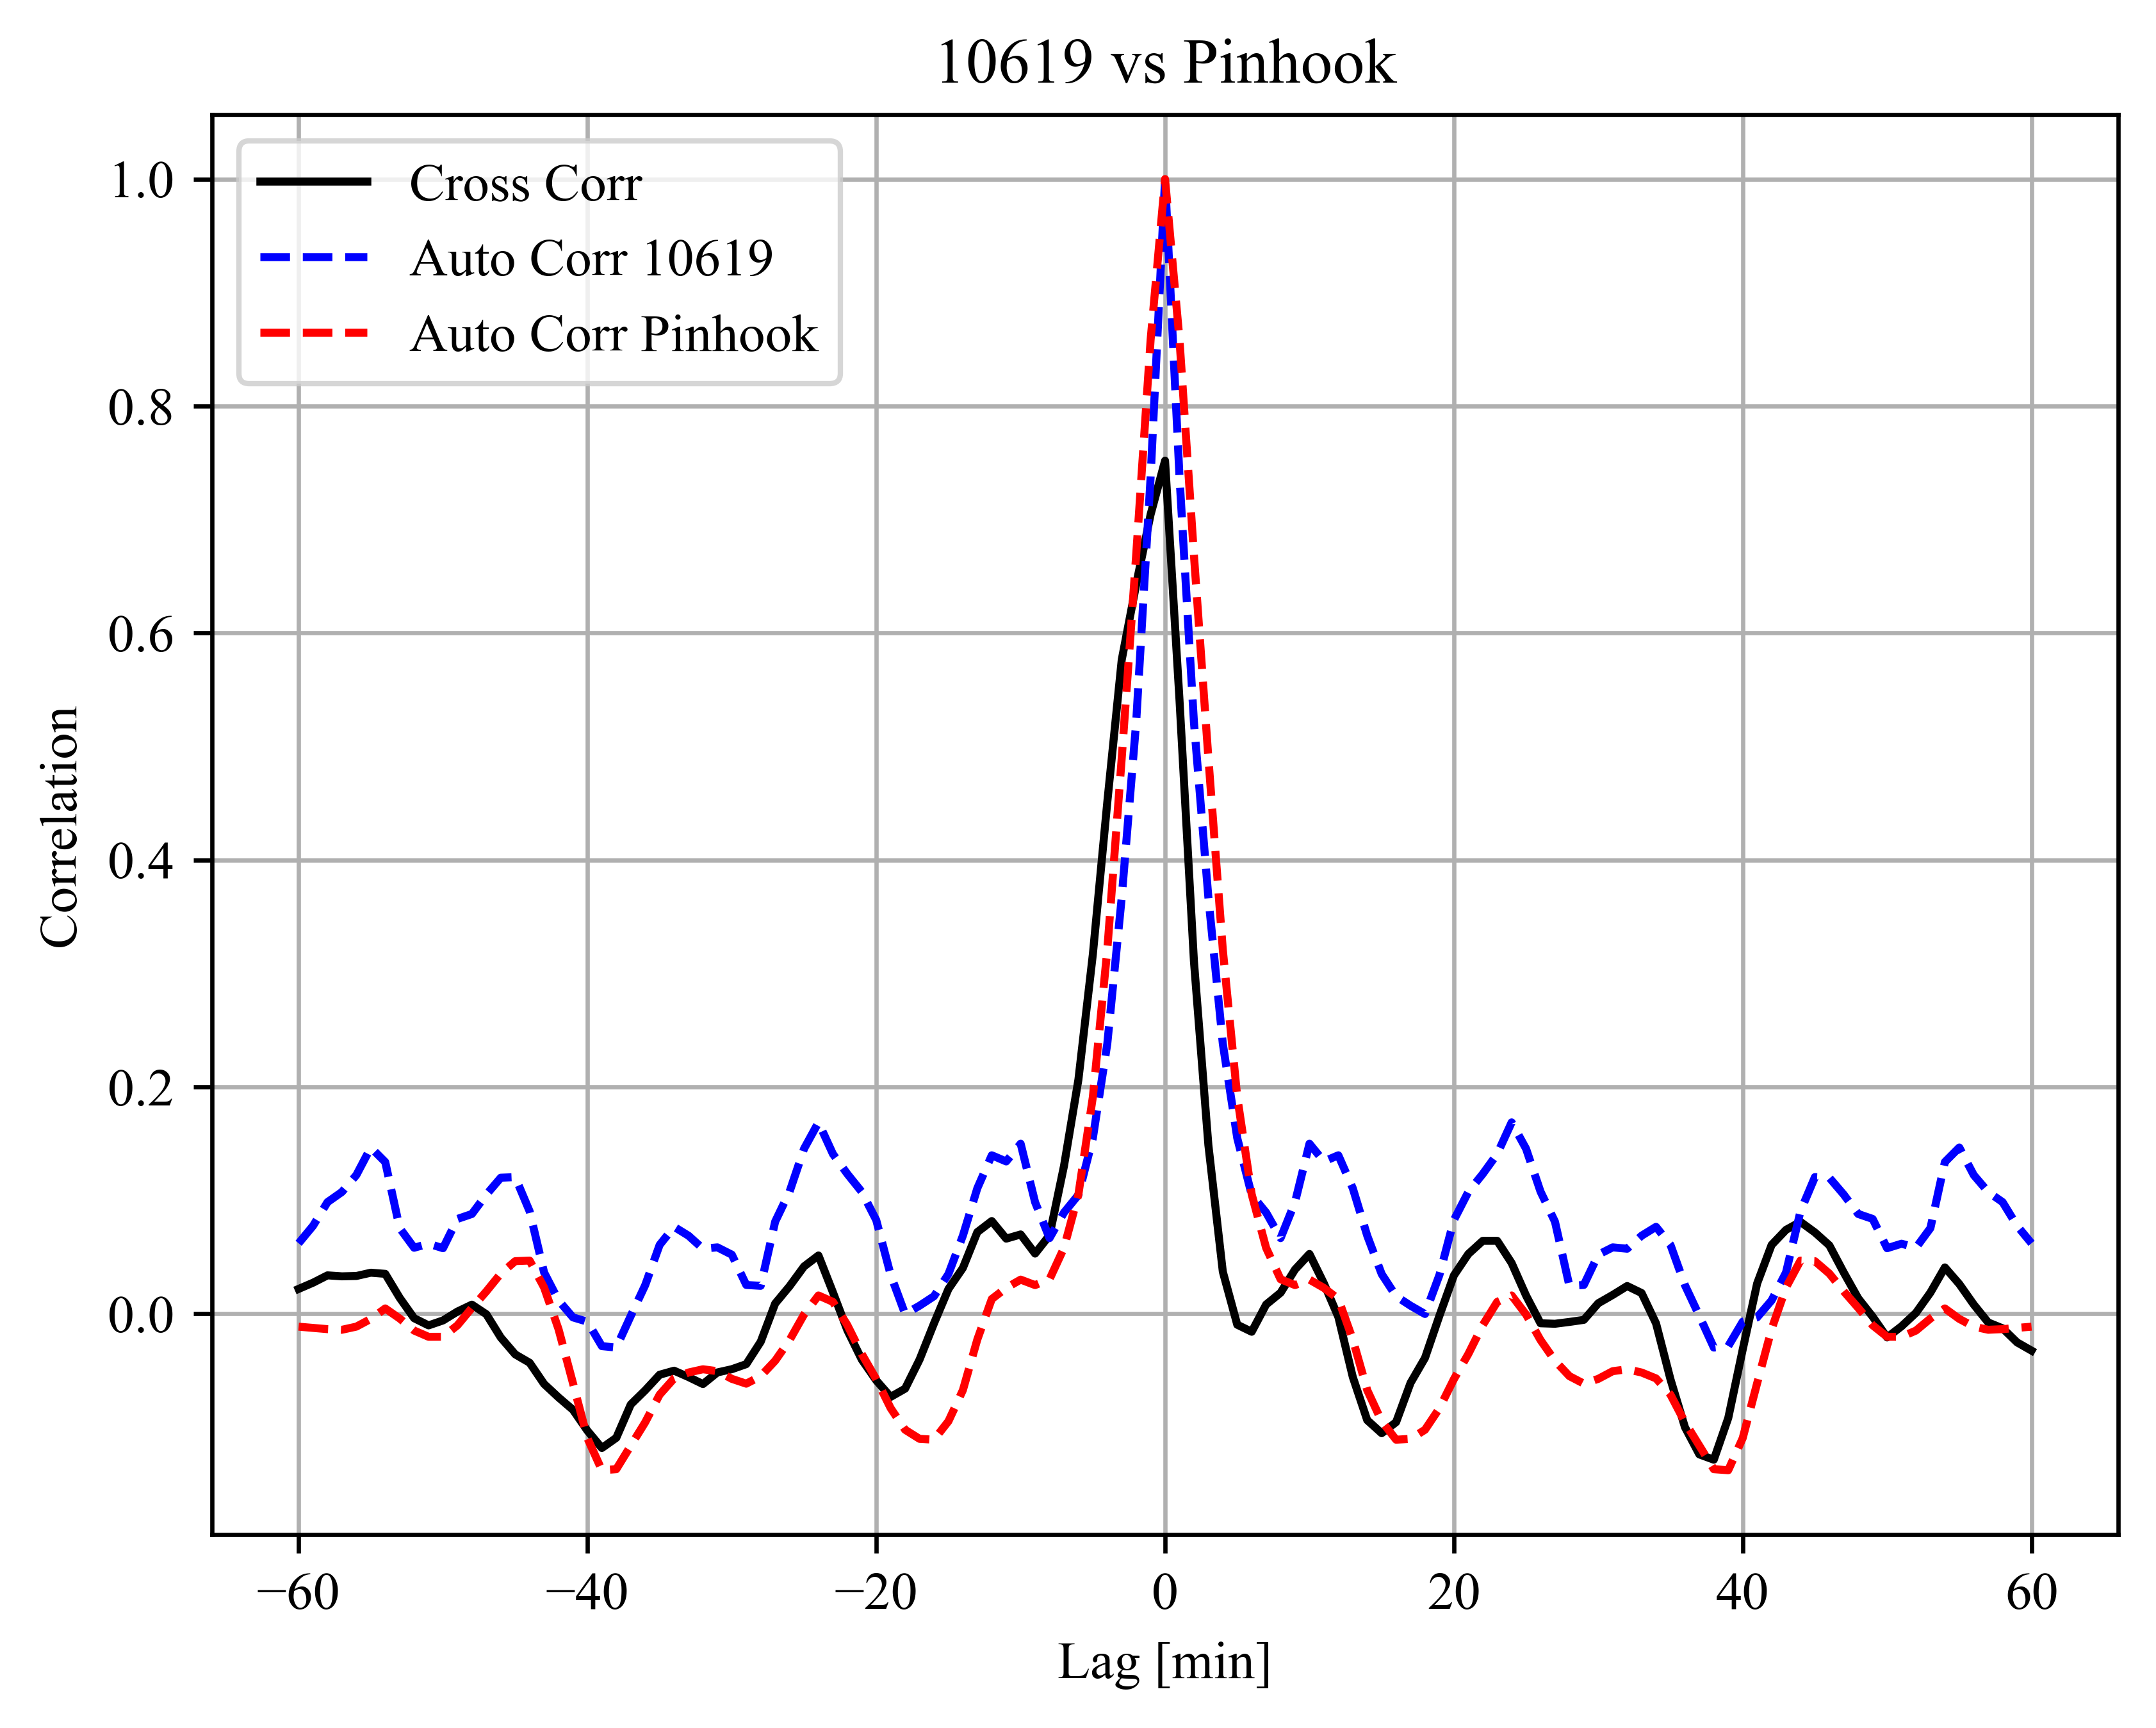 10619 vs Pinhook
Cross Corr
Auto Corr 10619
Auto Corr Pinhook
1.0
0.8
0.6
0.4
0.2
0.0
Correlation
−60 −40 −20 0 20 40 60
Lag [min]